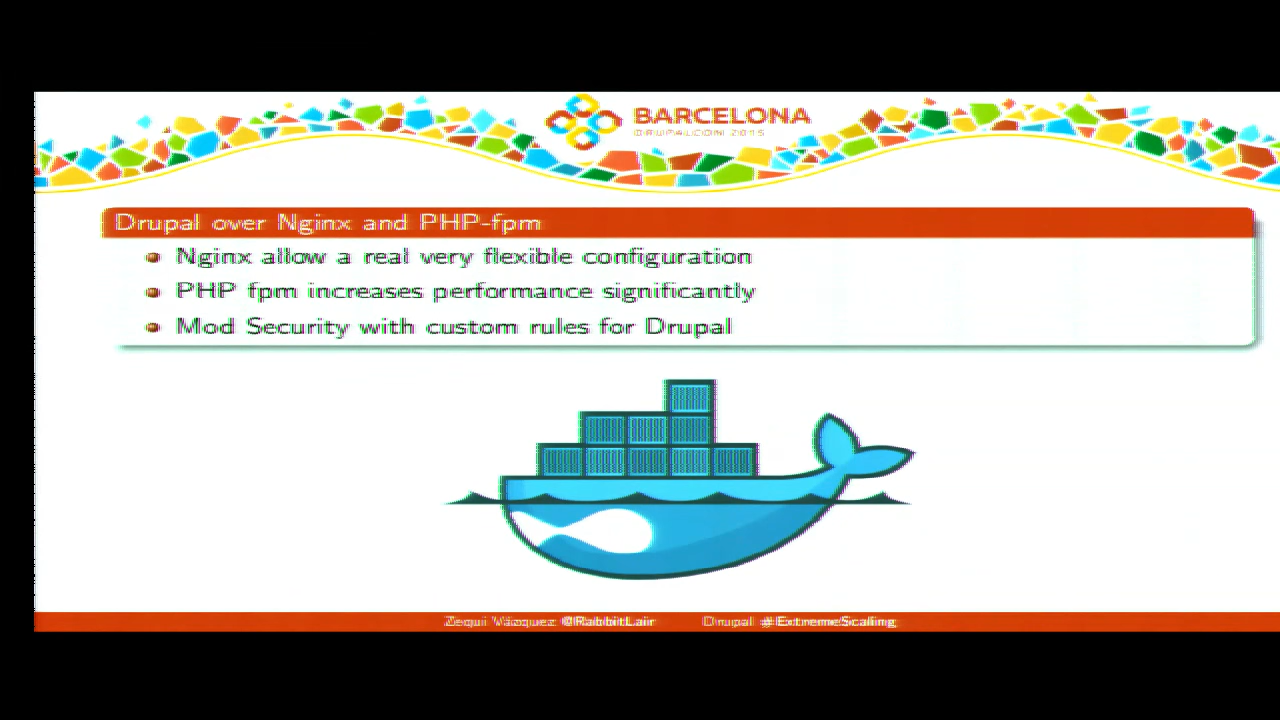 BARCELONA
DRUPALCON 2015
Drupal over Nginx and PHP-fpm
Nginx allow a real very flexible configuration
PHP fpm increases performance significantly
Mod Security with custom rules for Drupal
Zequi Vázquez @RabbitLair Drupal #ExtremeScaling